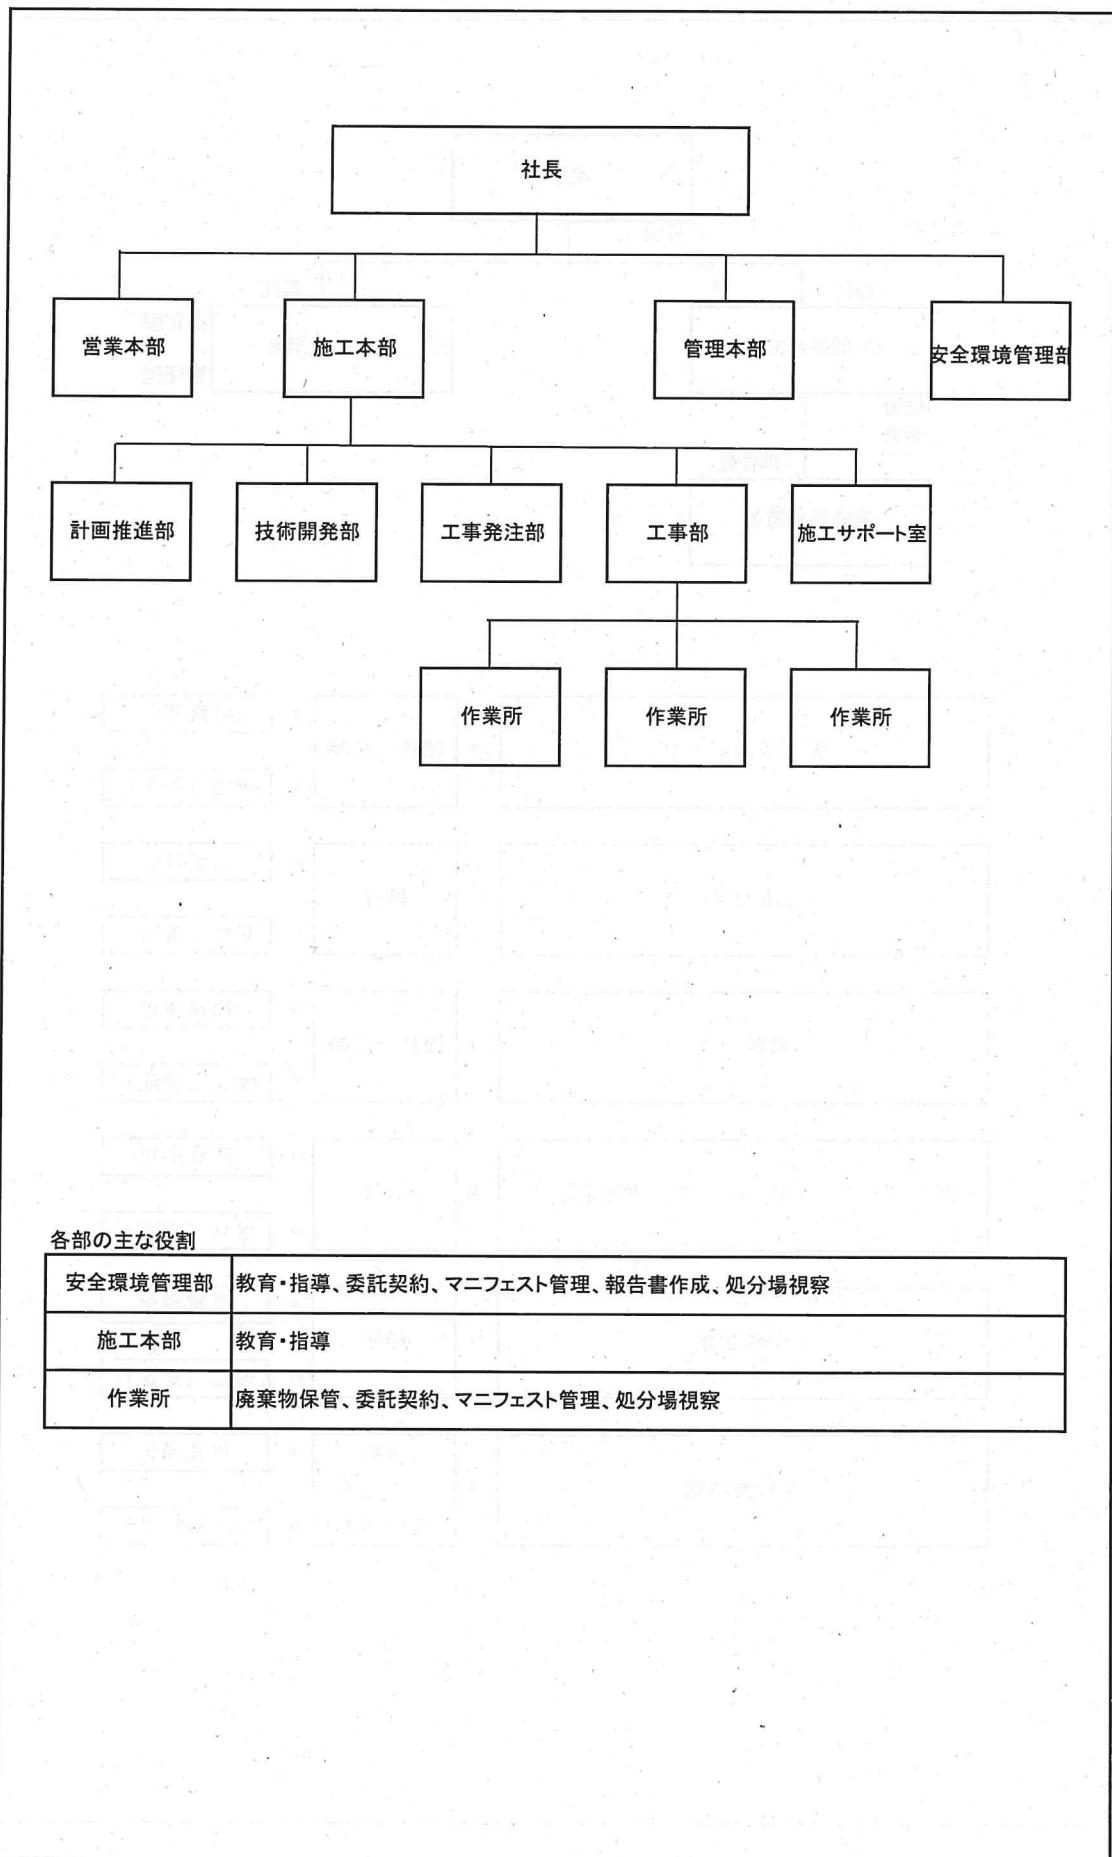 社長
営業本部
施工本部
管理本部
安全環境管理部
計画推進部
技術開発部
工事発注部
工事部
施工サポート室
作業所
作業所
作業所
各部の主な役割
安全環境管理部 教育・指導、委託契約、マニフェスト管理、報告書作成、処分場視察
施工本部 教育・指導
作業所 廃棄物保管、委託契約、マニフェスト管理、処分場視察